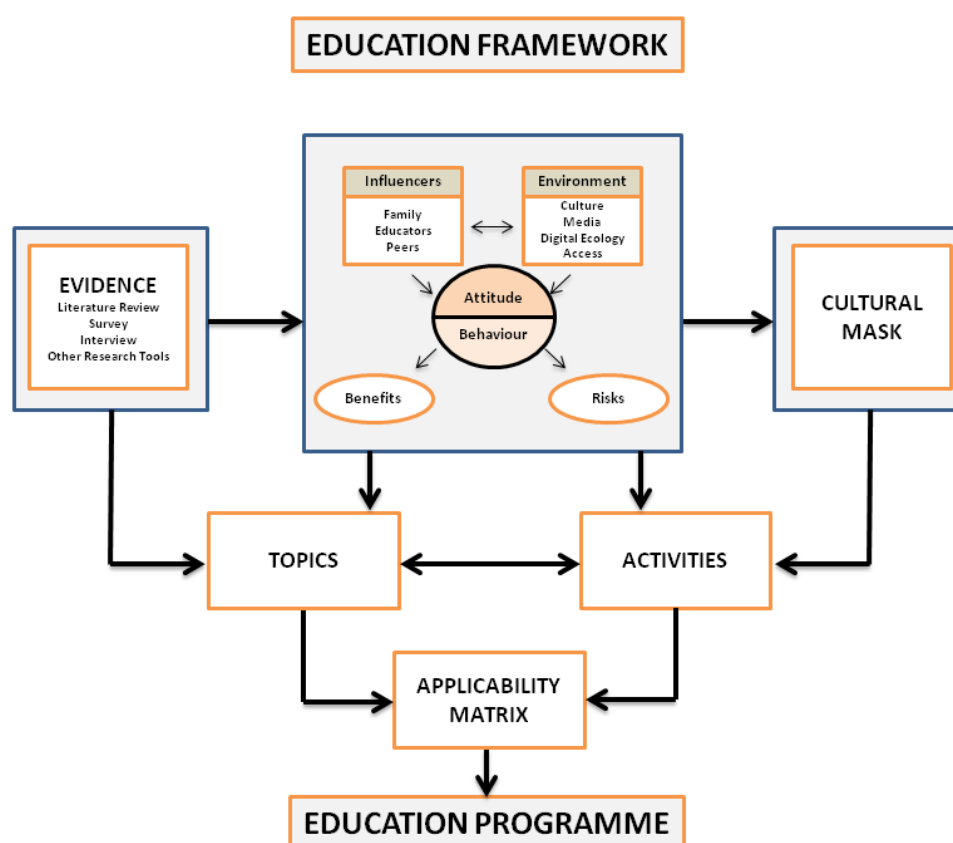 EDUCATION FRAMEWORK
Influencers
Family
Educators
Peers
Environment
Culture
Media
Digital Ecology
Access
EVIDENCE
Literature Review
Survey
Interview
Other Research Tools
Attitude
Behaviour
Benefits
Risks
CULTURAL
MASK
TOPICS
ACTIVITIES
APPLICABILITY
MATRIX
EDUCATION PROGRAMME